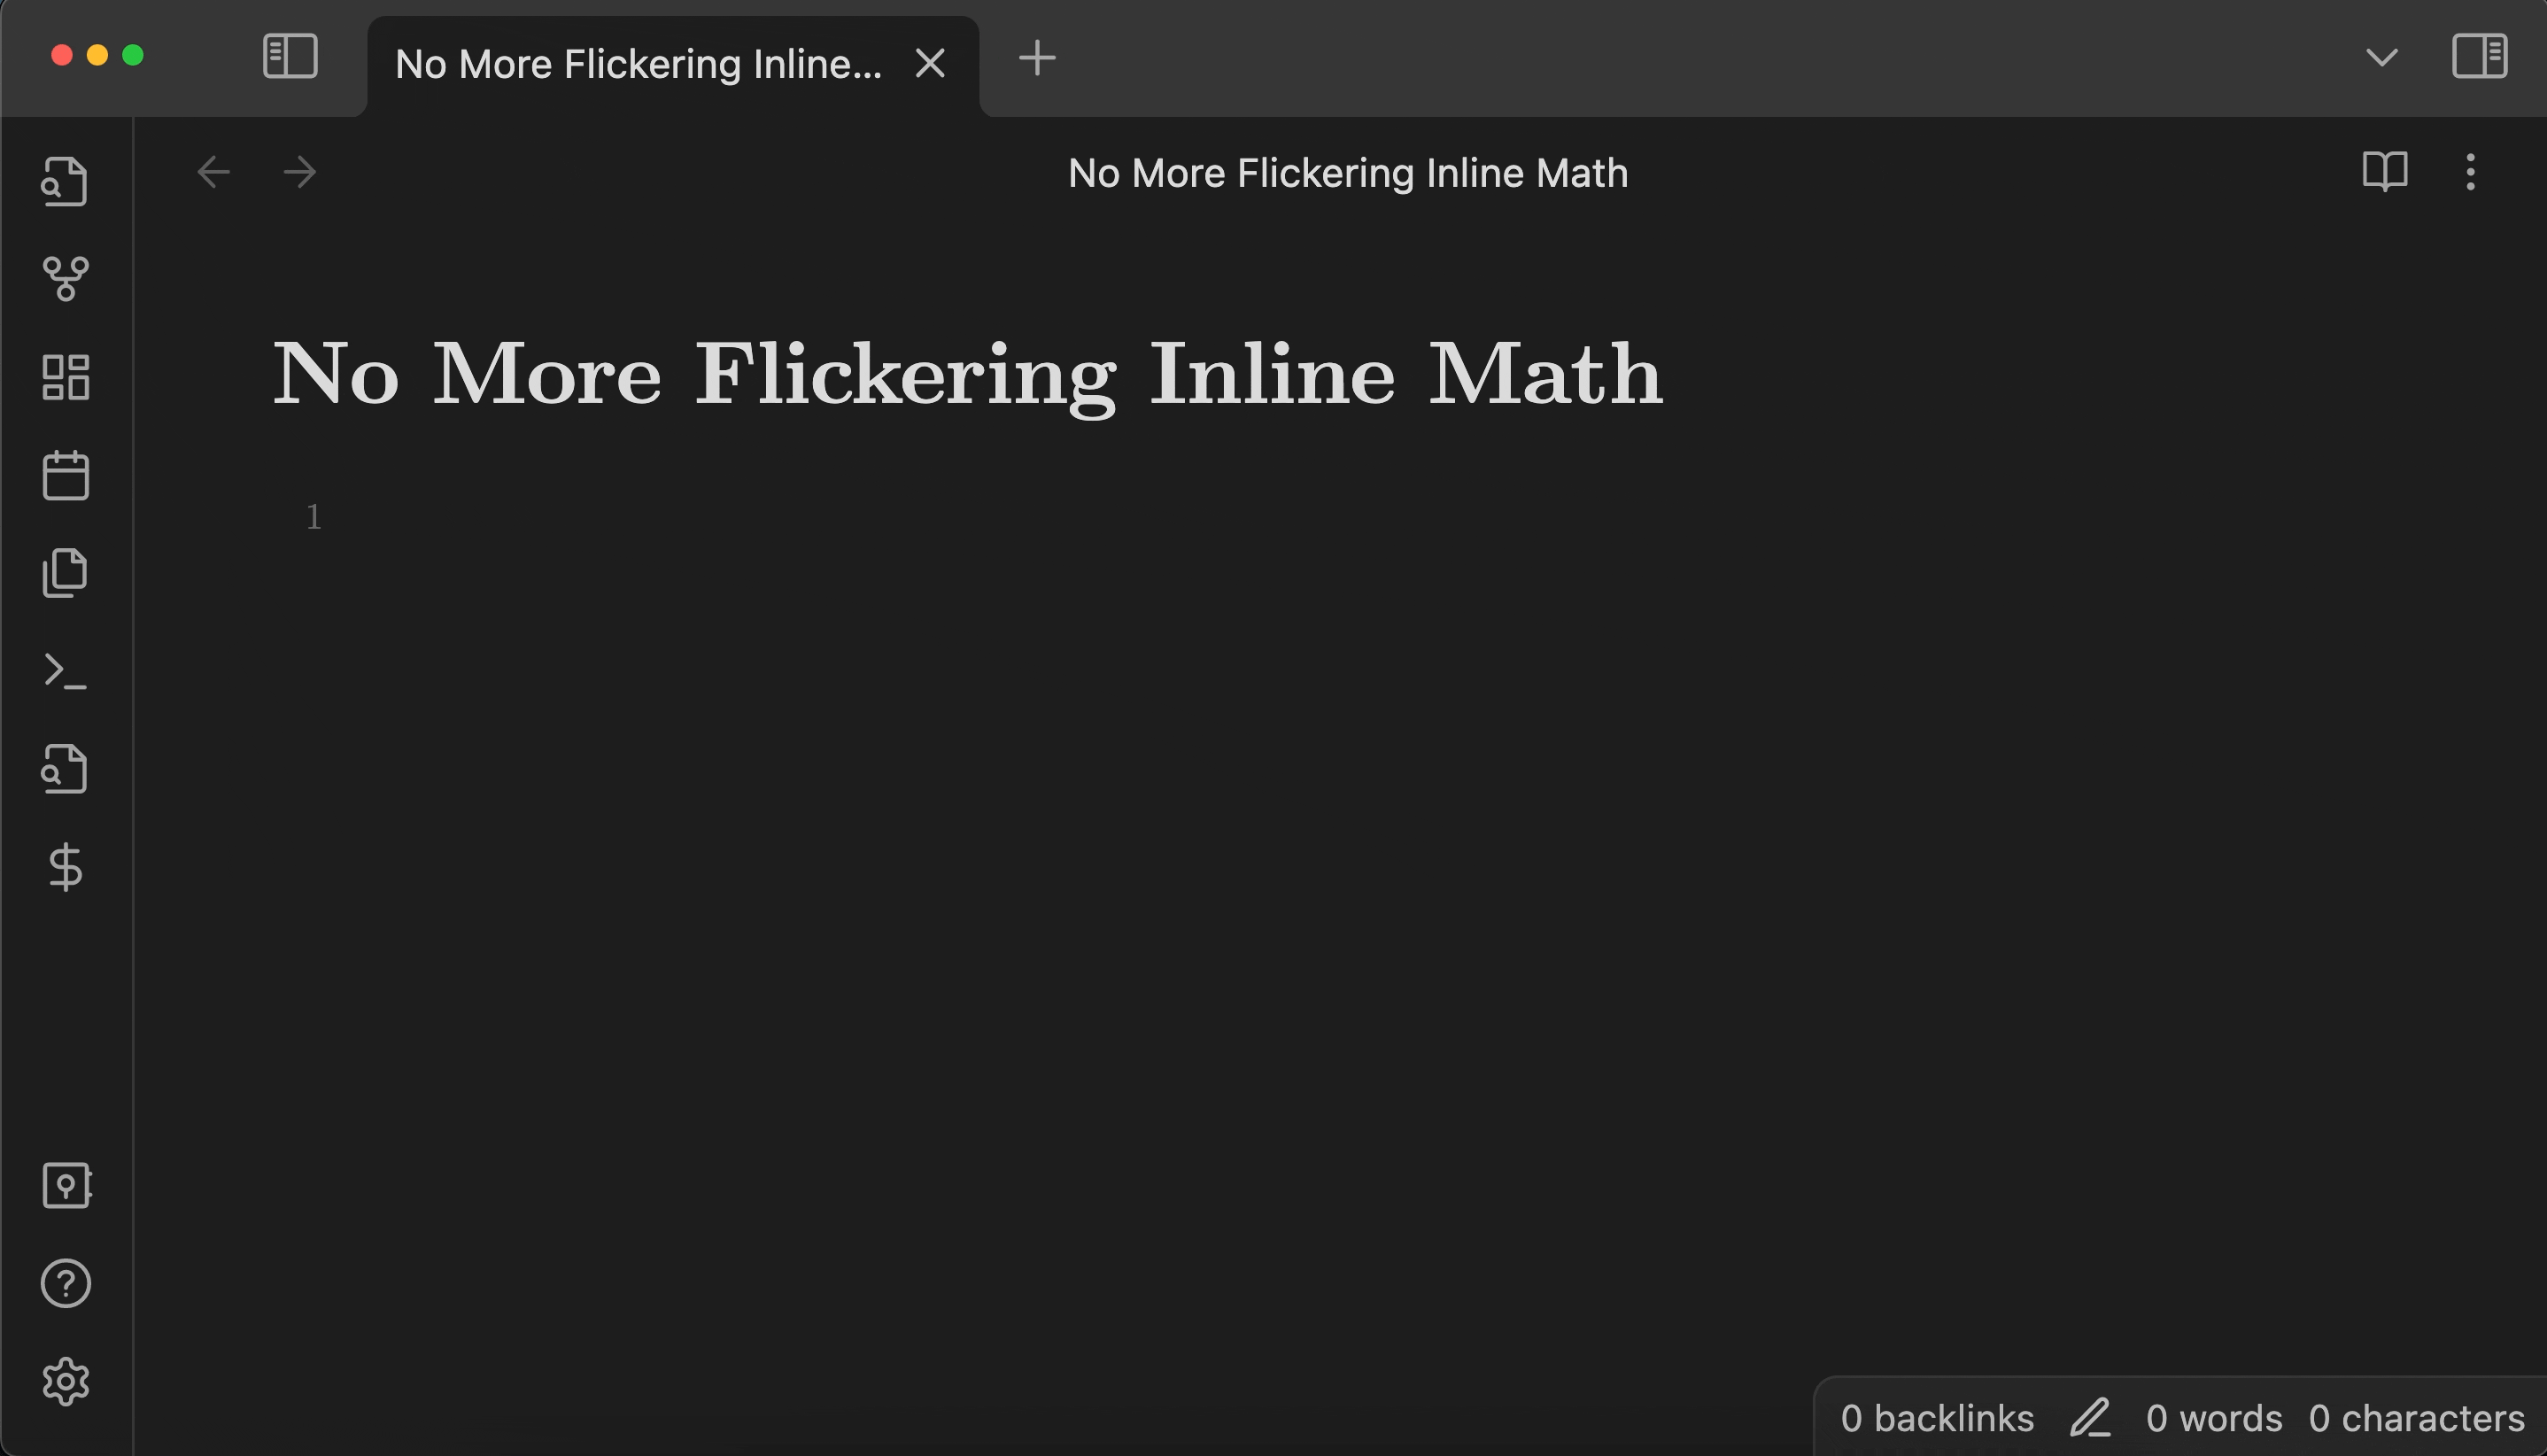 No More Flickering Inline...
No More Flickering Inline Math
No More Flickering Inline Math
1
0 backlinks 0 words 0 characters